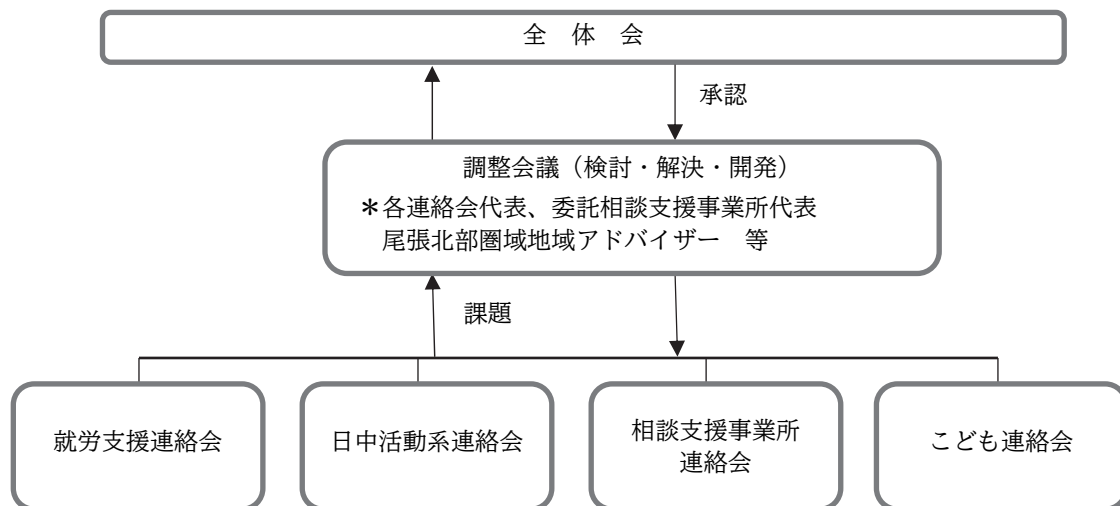 全　体　会
承認
調整会議（検討・解決・開発）
＊各連絡会代表、委託相談支援事業所代表
尾張北部圏域地域アドバイザー　等
課題
就労支援連絡会
日中活動系連絡会
相談支援事業所
連絡会
こども連絡会